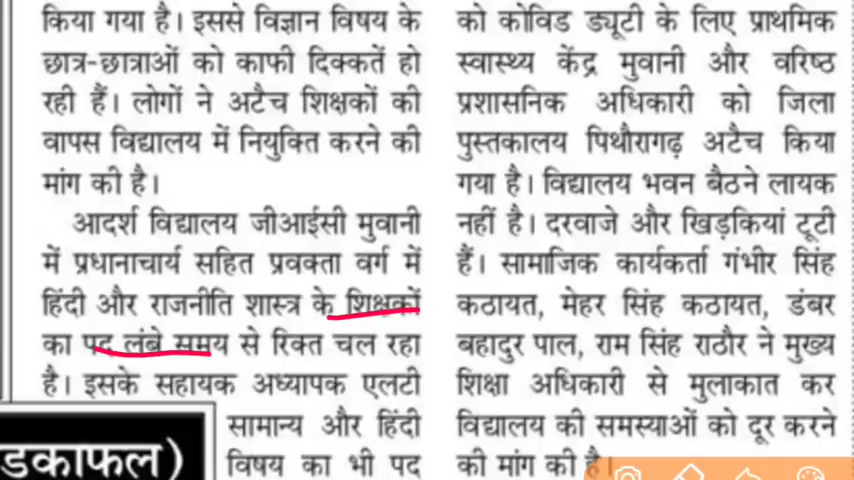 किया गया है। इससे विज्ञान विषय के
छात्र-छात्राओं को काफी दिक्कतें हो
रही हैं। लोगों ने अटैच शिक्षकों की
वापस विद्यालय में नियुक्ति करने की
मांग की है।
आदर्श विद्यालय जीआईसी मुवानी
में प्रधानाचार्य सहित प्रवक्ता वर्ग में
हिंदी और राजनीति शास्त्र के शिक्षकों
का पद लंबे समय से रिक्त चल रहा
है। इसके सहायक अध्यापक एलटी
सामान्य और हिंदी
विषय का भी पद
डकाफल)
को कोविड ड्यूटी के लिए प्राथमिक
स्वास्थ्य केंद्र मुवानी और वरिष्ठ
प्रशासनिक अधिकारी को जिला
पुस्तकालय पिथौरागढ़ अटैच किया
गया है। विद्यालय भवन बैठने लायक
नहीं है। दरवाजे और खिड़कियां टूटी
हैं। सामाजिक कार्यकर्ता गंभीर सिंह
कठायत, मेहर सिंह कठायत, डंबर
बहादुर पाल, राम सिंह राठौर ने मुख्य
शिक्षा अधिकारी से मुलाकात कर
विद्यालय की समस्याओं को दूर करने
की मांग की है।